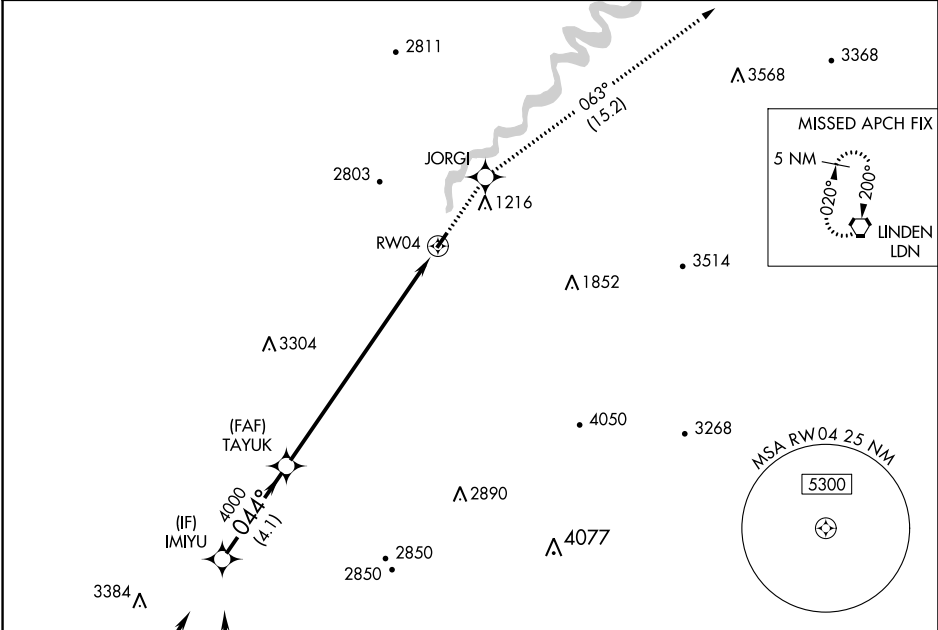 2811
3368
3568
063°
(15.2)
MISSED APCH FIX
5 NM
020°
200°
LINDEN
LDN
JORGI
2803
1216
RW04
3514
1852
3304
4050
3268
(FAF)
TAYUK
MSA RW04 25 NM
5300
2890
4000
044°
(4.1)
(IF)
IMIYU
4077
2850
2850
3384